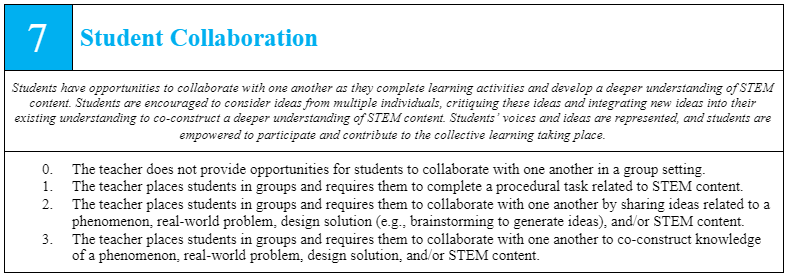 7 Student Collaboration
Students have opportunities to collaborate with one another as they complete learning activities and develop a deeper understanding of STEM
content. Students are encouraged to consider ideas from multiple individuals, critiquing these ideas and integrating new ideas into their
existing understanding to co-construct a deeper understanding of STEM content. Students' voices and ideas are represented, and students are
empowered to participate and contribute to the collective learning taking place.
0. The teacher does not provide opportunities for students to collaborate with one another in a group setting.
1. The teacher places students in groups and requires them to complete a procedural task related to STEM content.
2. The teacher places students in groups and requires them to collaborate with one another by sharing ideas related to a
phenomenon, real-world problem, design solution (e.g., brainstorming to generate ideas), and/or STEM content.
3. The teacher places students in groups and requires them to collaborate with one another to co-construct knowledge
of a phenomenon, real-world problem, design solution, and/or STEM content.